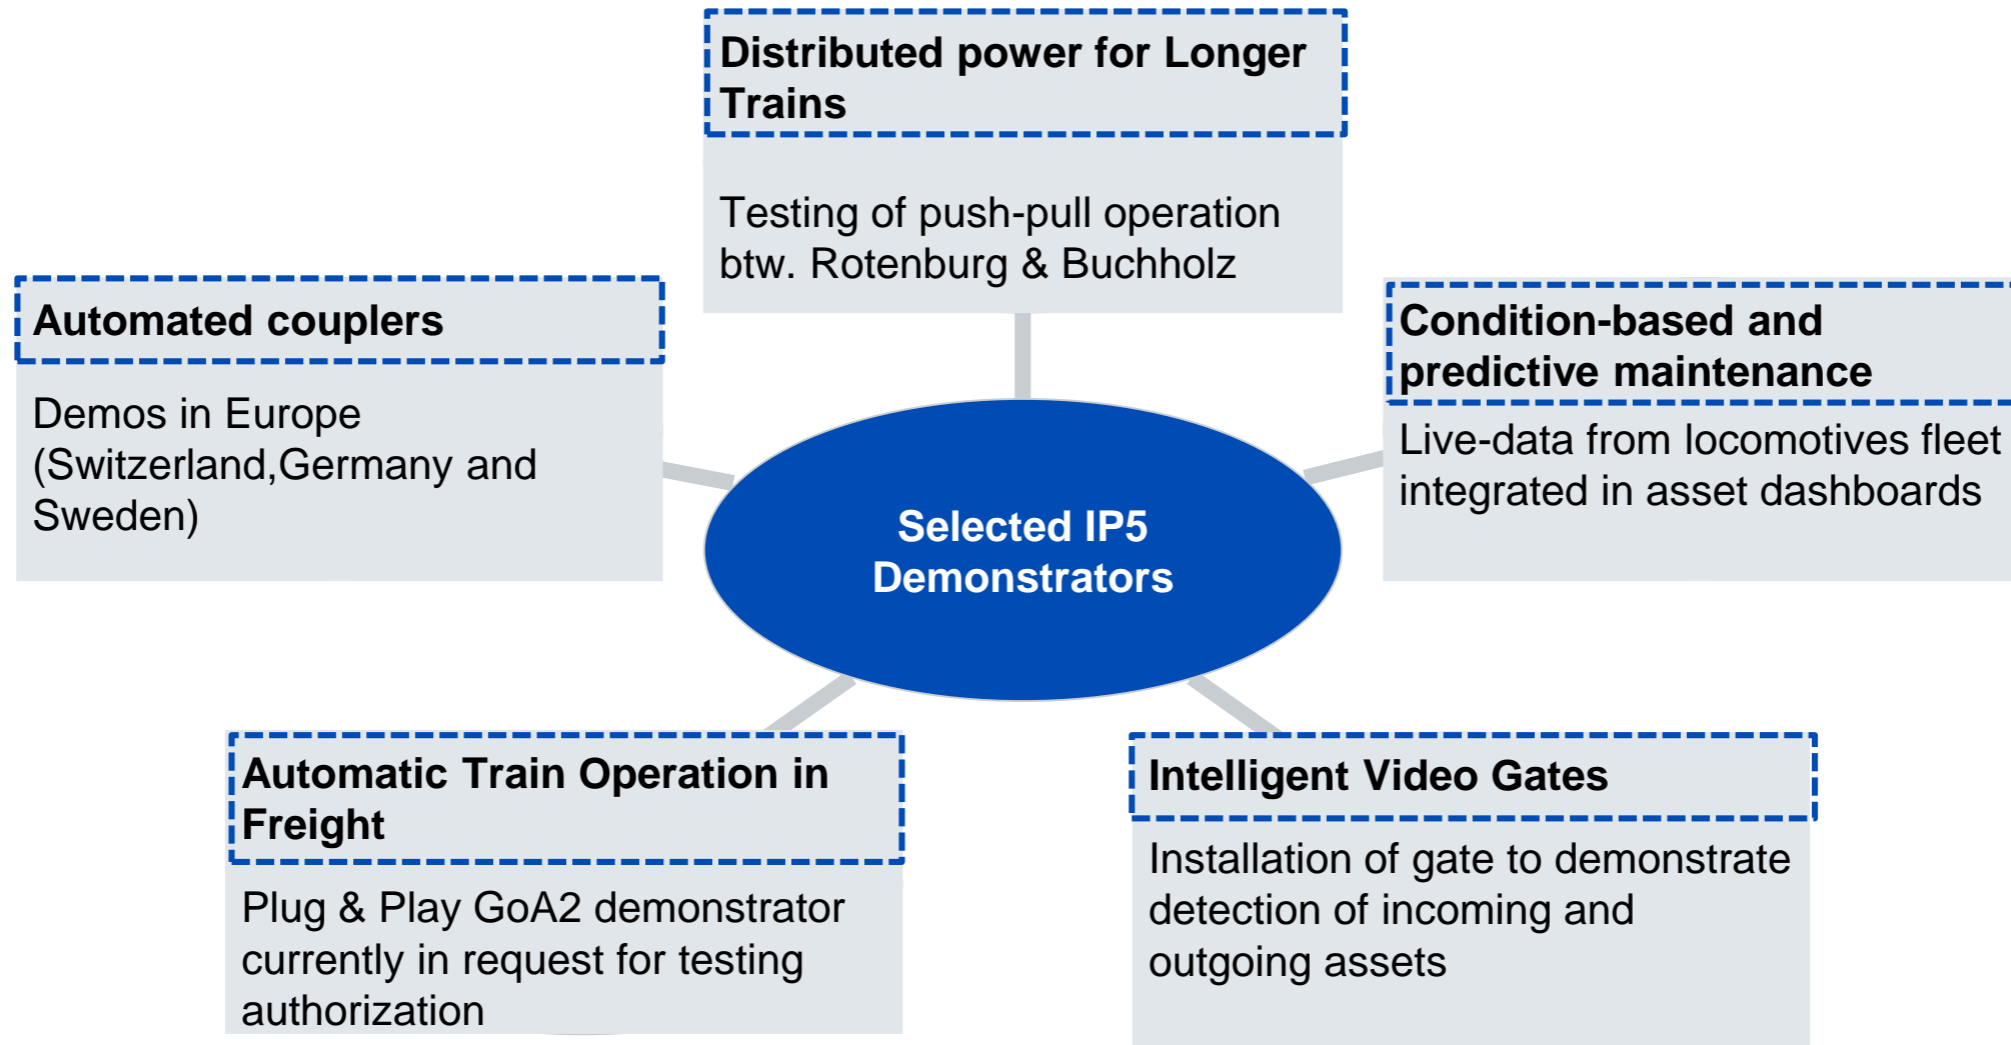 Distributed power for Longer
Trains
Testing of push-pull operation
btw. Rotenburg & Buchholz
Automated couplers
Demos in Europe
(Switzerland,Germany and
Sweden)
Condition-based and
predictive maintenance
Live-data from locomotives fleet
integrated in asset dashboards
Selected IP5
Demonstrators
Automatic Train Operation in
Freight
Plug & Play GoA2 demonstrator
currently in request for testing
authorization
Intelligent Video Gates
Installation of gate to demonstrate
detection of incoming and
outgoing assets